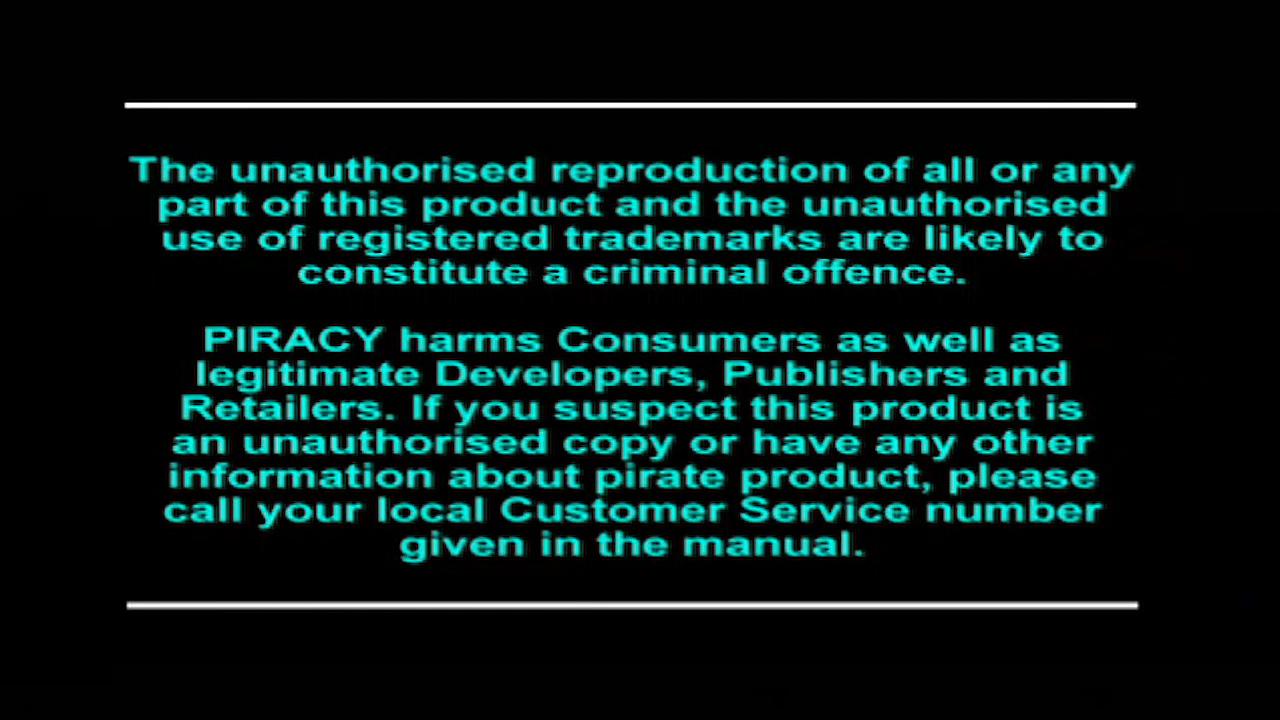 The unauthorised reproduction of all or any
part of this product and the unauthorised
use of registered trademarks are likely to
constitute a criminal offence.
PIRACY harms Consumers as well as
legitimate Developers, Publishers and
Retailers. If you suspect this product is
an unauthorised copy or have any other
information about pirate product, please
call your local Customer Service number
given in the manual.